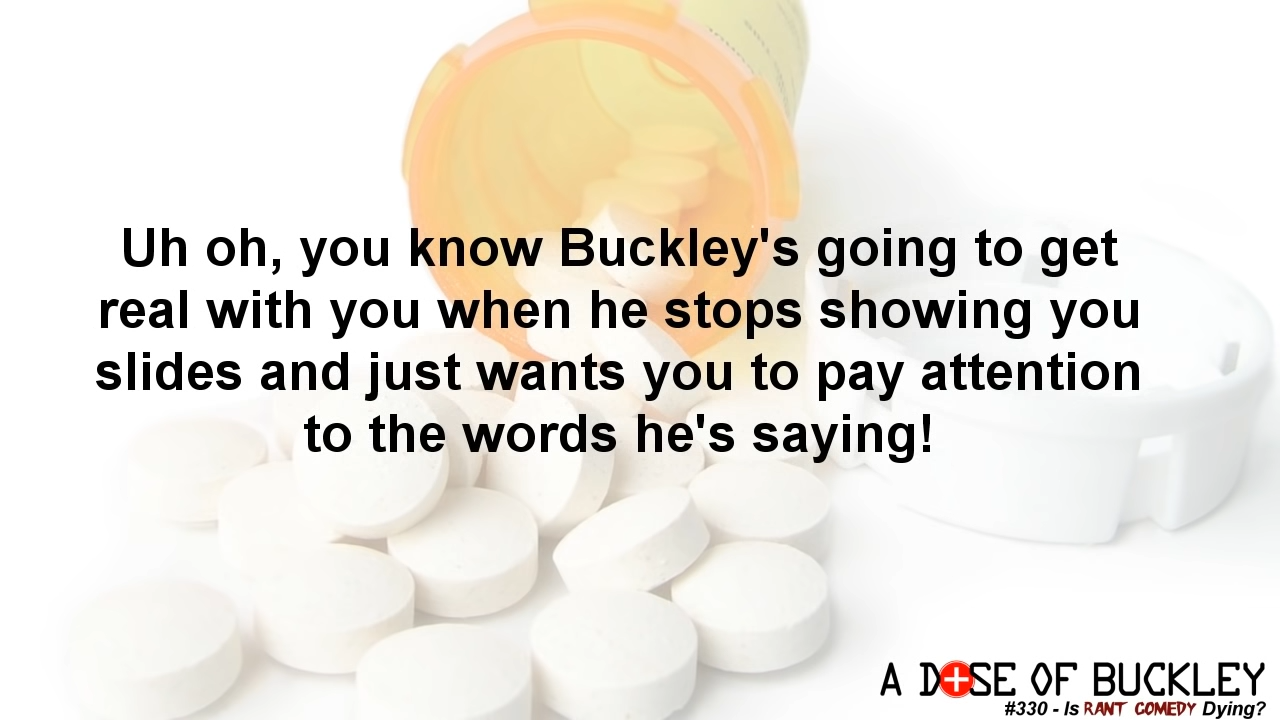 Uh oh, you know Buckley's going to get
real with you when he stops showing you
slides and just wants you to pay attention
to the words he's saying!
A DOSE OF BUCKLEY
#330 - Is RANT COMEDY Dying?